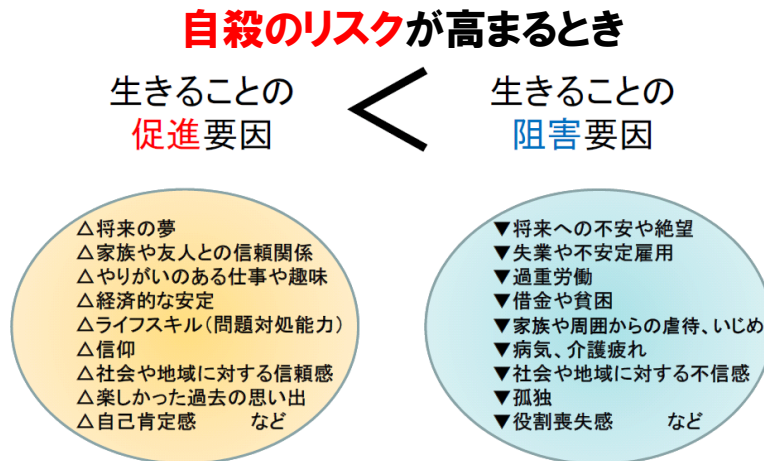 自殺のリスクが高まるとき
生きることの
促進要因
<
生きることの
阻害要因
△将来の夢
△家族や友人との信頼関係
△やりがいのある仕事や趣味
△経済的な安定
△ライフスキル(問題対処能力)
△信仰
△社会や地域に対する信頼感
△楽しかった過去の思い出
△自己肯定感 など
▼将来への不安や絶望
▼失業や不安定雇用
▼過重労働
▼借金や貧困
▼家族や周囲からの虐待、いじめ
▼病気、介護疲れ
▼社会や地域に対する不信感
▼孤独
▼役割喪失感 など